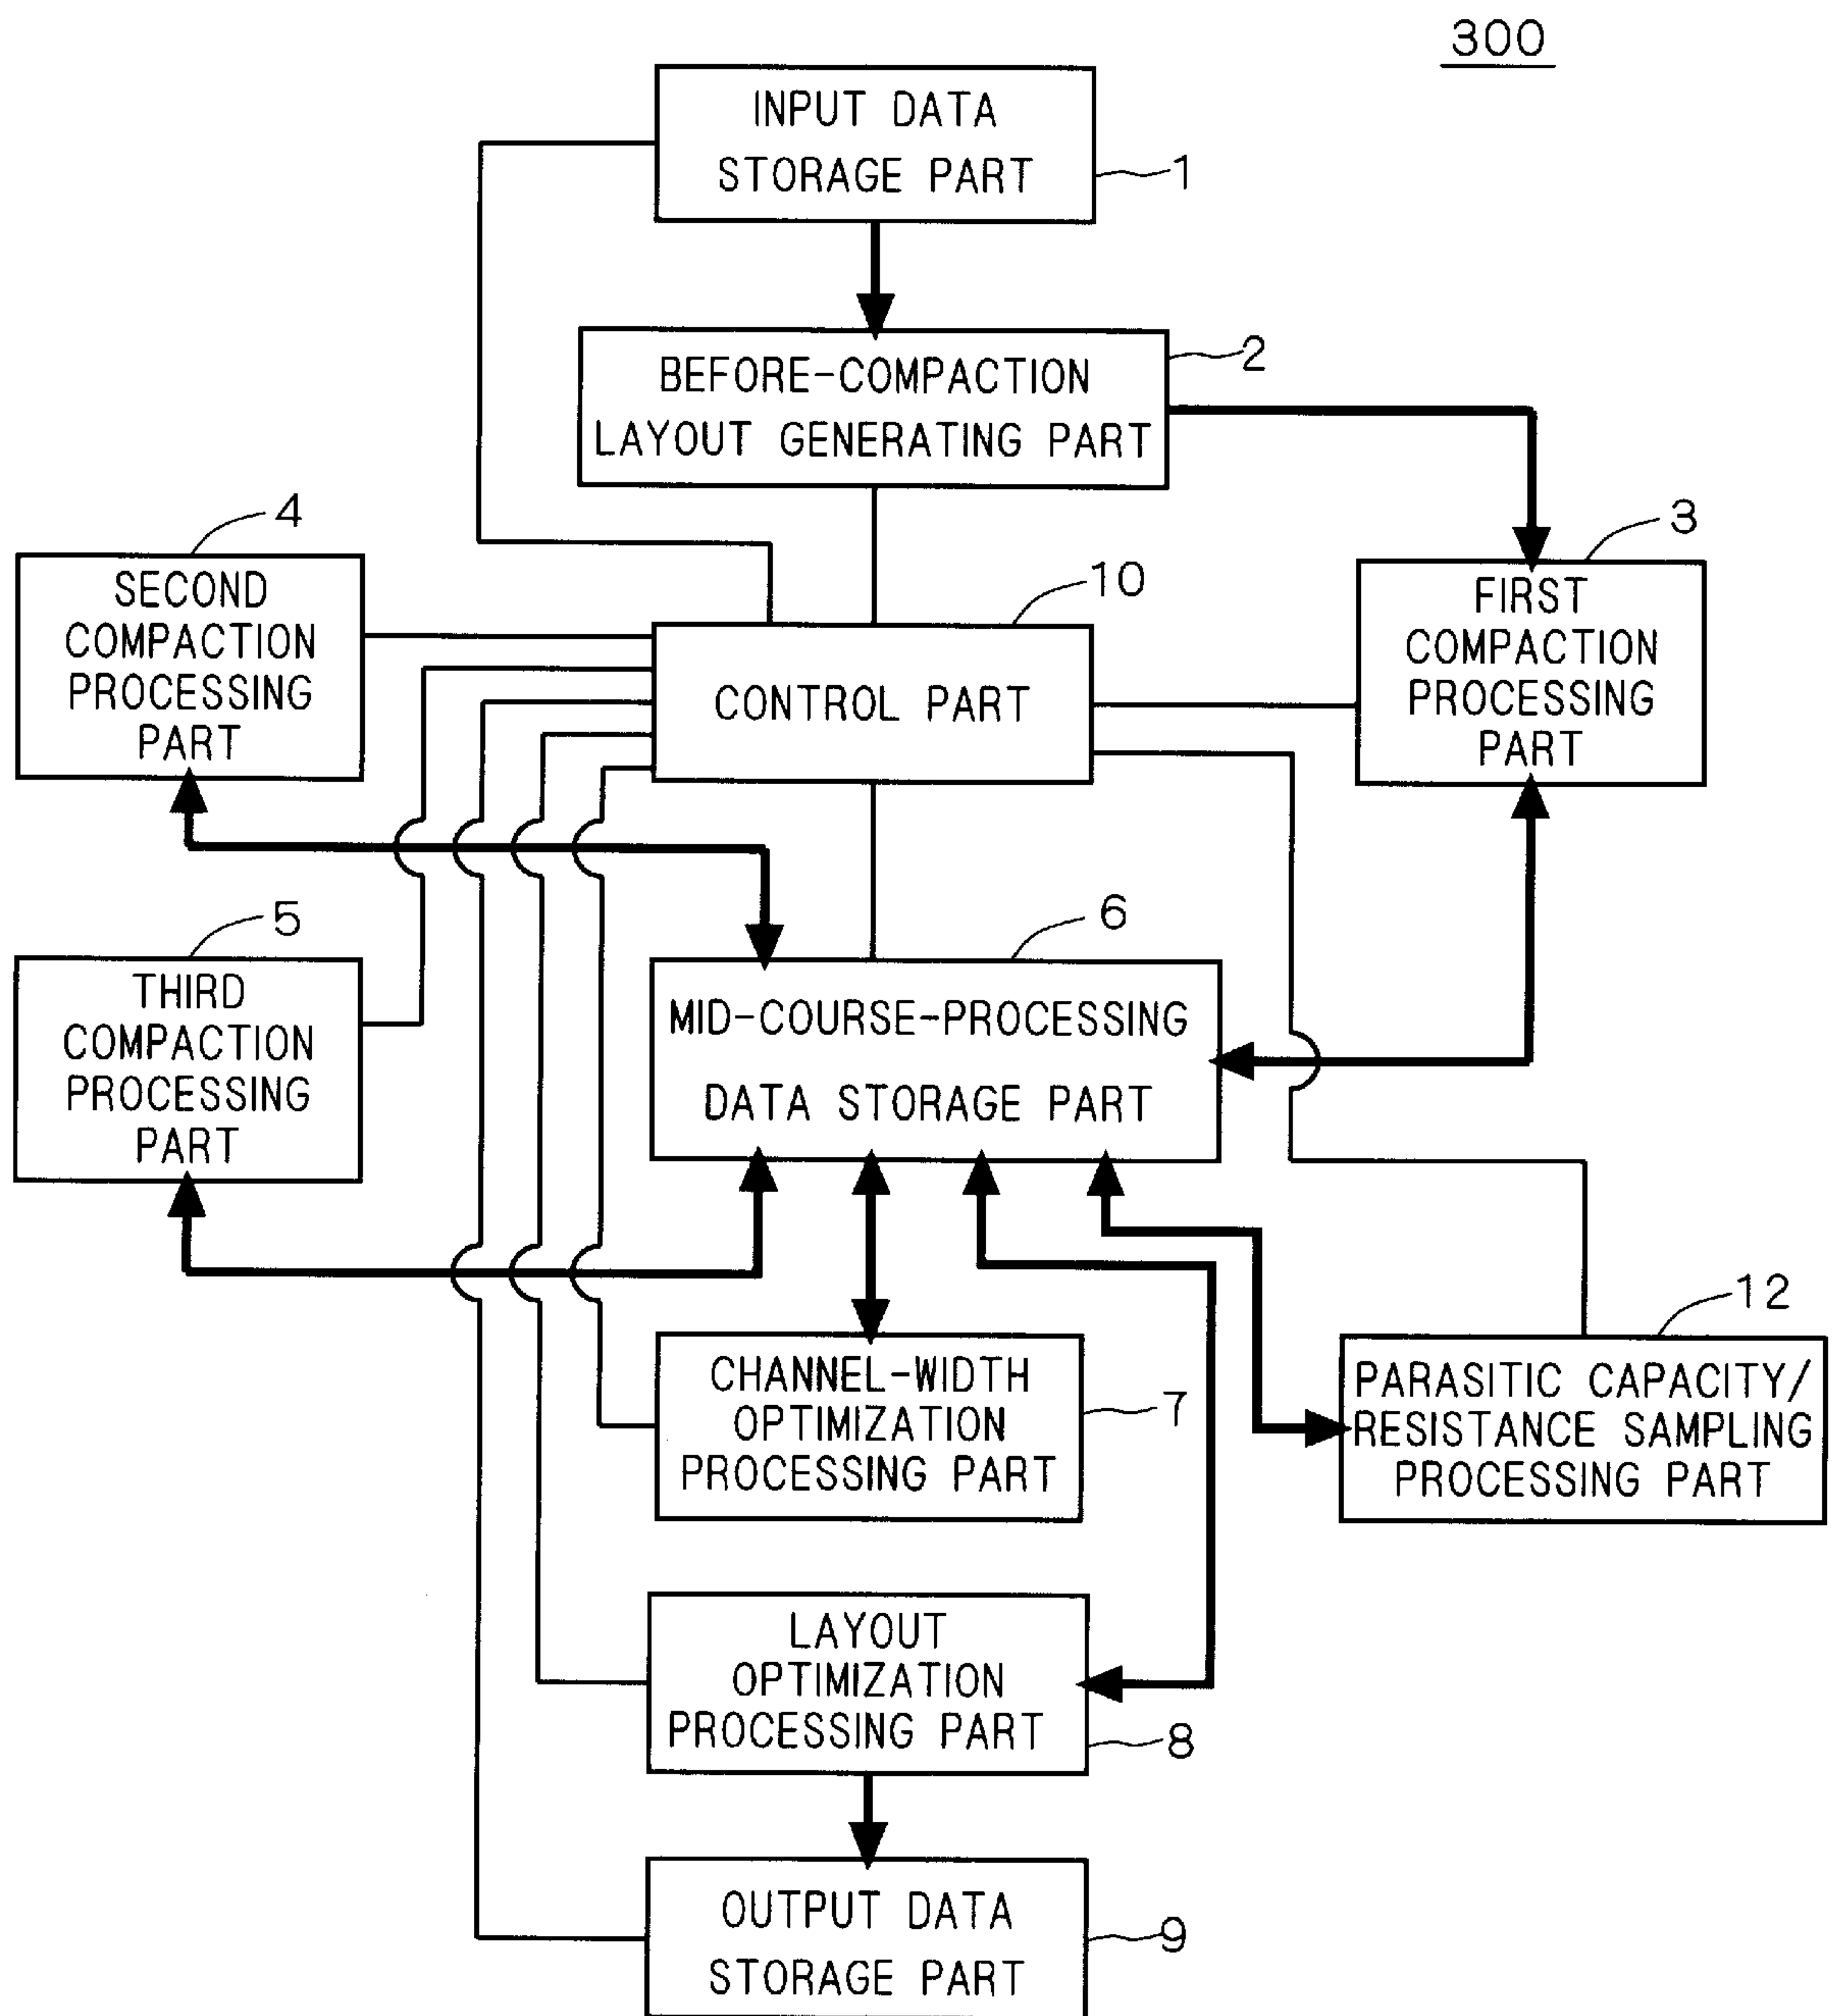 300
INPUT DATA
STORAGE PART
1
BEFORE-COMPACTION
LAYOUT GENERATING PART
2
4
SECOND
COMPACTION
PROCESSING
PART
10
CONTROL PART
3
FIRST
COMPACTION
PROCESSING
PART
5
THIRD
COMPACTION
PROCESSING
PART
6
MID-COURSE-PROCESSING
DATA STORAGE PART
CHANNEL-WIDTH
OPTIMIZATION
PROCESSING PART
7
12
PARASITIC CAPACITY/
RESISTANCE SAMPLING
PROCESSING PART
LAYOUT
OPTIMIZATION
PROCESSING PART
8
OUTPUT DATA
STORAGE PART
9